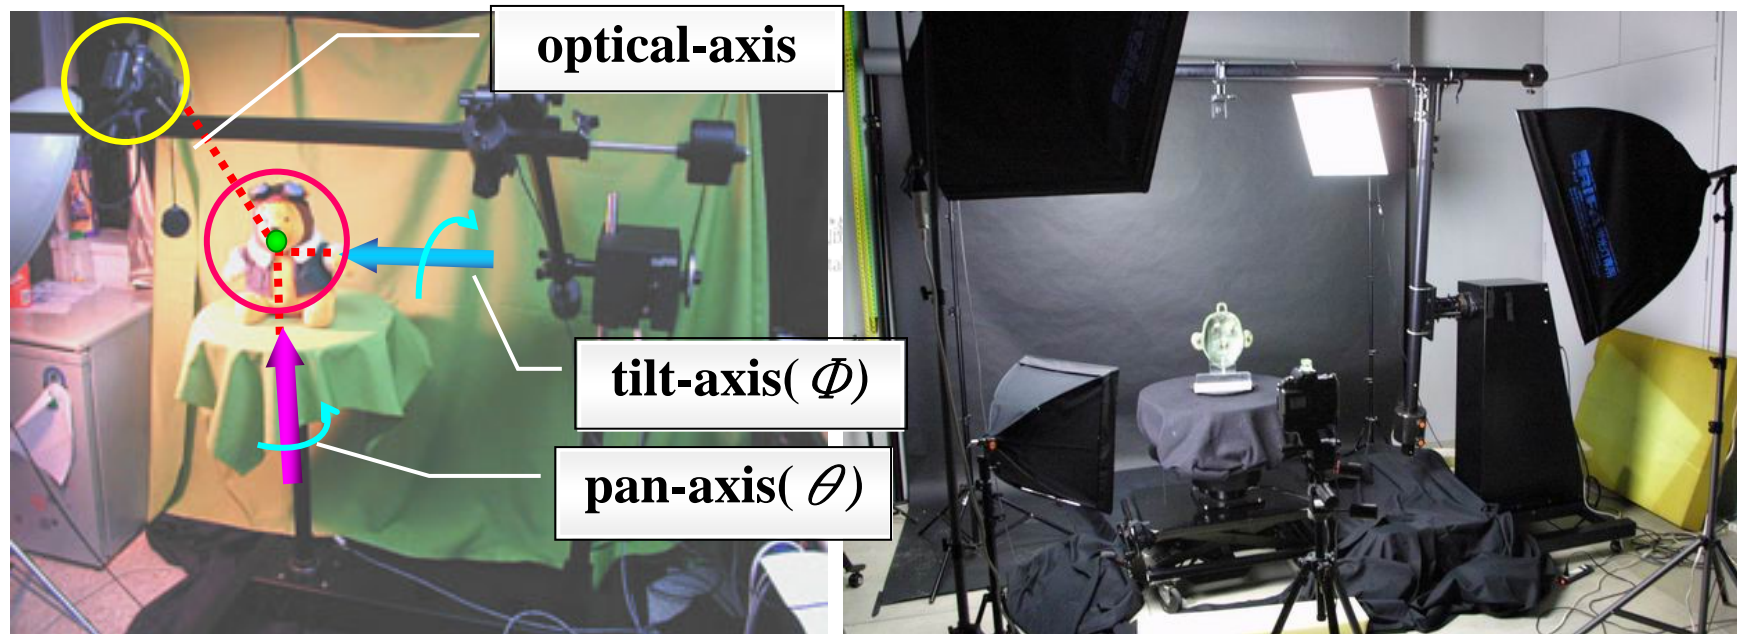 optical-axis
tilt-axis( Φ)
pan-axis( θ)